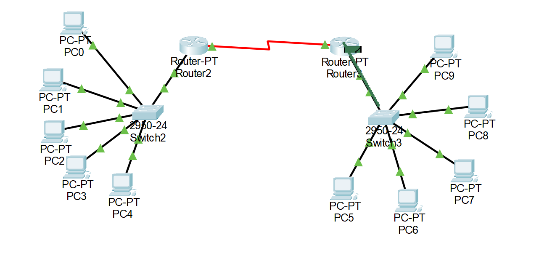 PC-PT
PC0
PC-PT
PC1
PC-PT
PC2
PC-PT
PC3
PC-PT
PC4
2950-24
Switch2
Router-PT
Router2
Router-PT
Router3
2950-24
Switch3
PC-PT
PC9
PC-PT
PC8
PC-PT
PC7
PC-PT
PC6
PC-PT
PC5